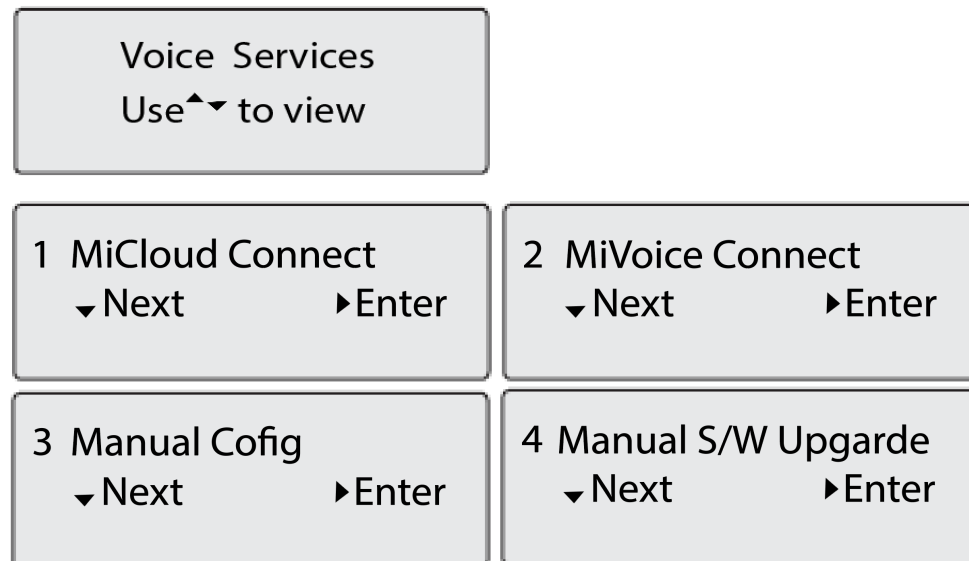 Voice Services
Use▲▼ to view
1 MiCloud Connect
▼Next ▶Enter
2 MiVoice Connect
▼Next ▶Enter
3 Manual Cofig
▼Next ▶Enter
4 Manual S/W Upgarde
▼Next ▶Enter